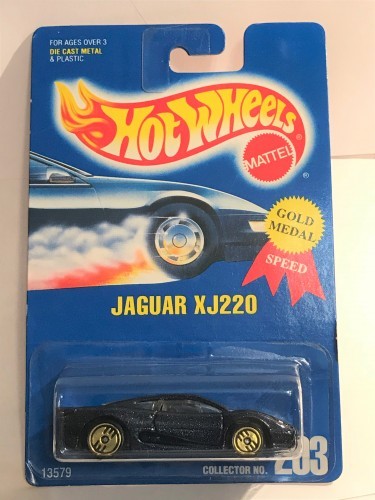 FOR AGES OVER 3
DIE CAST METAL
& PLASTIC
HOT WHEELS
®
MATTEL
®
GOLD
MEDAL
SPEED
JAGUAR XJ220
13579
COLLECTOR NO. 203